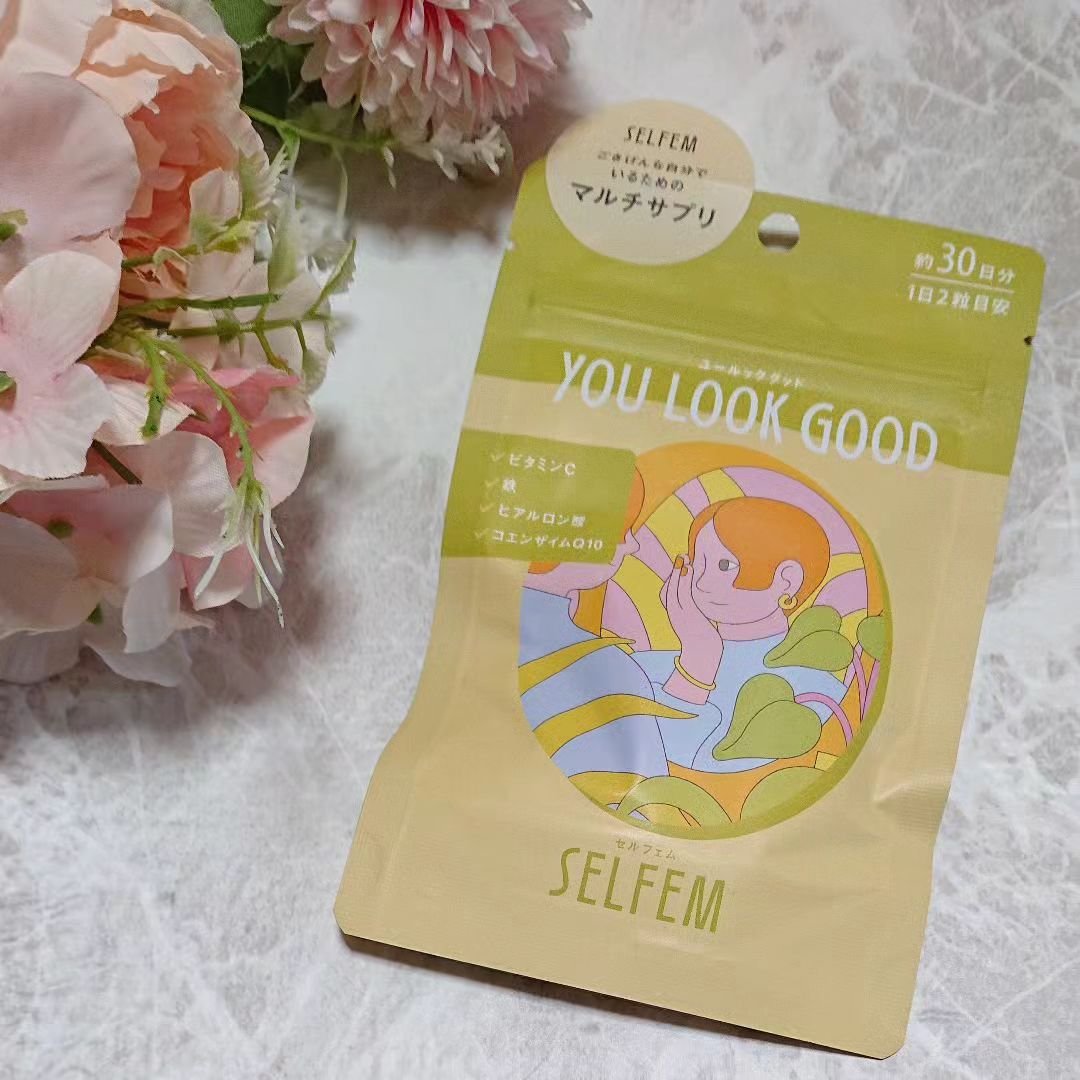 SELFEM
ごきげんな自分で
いるための
マルチサプリ
約30日分
1日2粒目安
ユールックグッド
YOU LOOK GOOD
ビタミンC
鉄
ヒアルロン酸
コエンザイムQ10
セルフェム
SELFEM